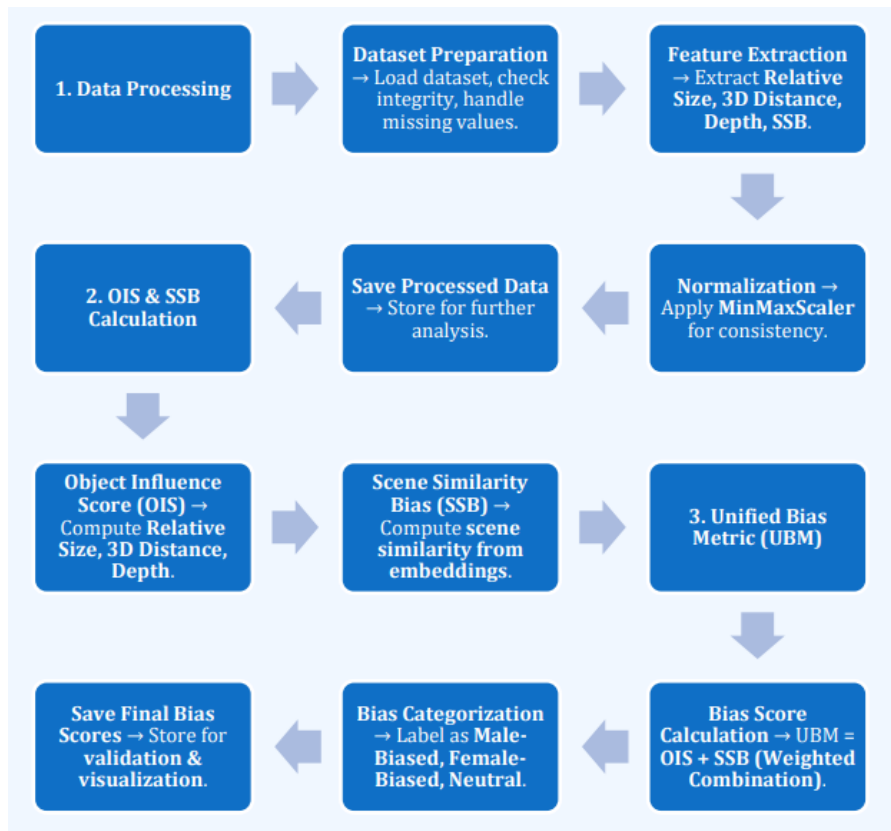 1. Data Processing
Dataset Preparation
→ Load dataset, check
integrity, handle
missing values.
Feature Extraction
→ Extract Relative
Size, 3D Distance,
Depth, SSB.
Normalization →
Apply MinMaxScaler
for consistency.
Save Processed Data
→ Store for further
analysis.
2. OIS & SSB
Calculation
Object Influence
Score (OIS) →
Compute Relative
Size, 3D Distance,
Depth.
Scene Similarity
Bias (SSB) →
Compute scene
similarity from
embeddings.
3. Unified Bias
Metric (UBM)
Bias Score
Calculation → UBM =
OIS + SSB (Weighted
Combination).
Bias Categorization
→ Label as Male-
Biased, Female-
Biased, Neutral.
Save Final Bias
Scores → Store for
validation &
visualization.